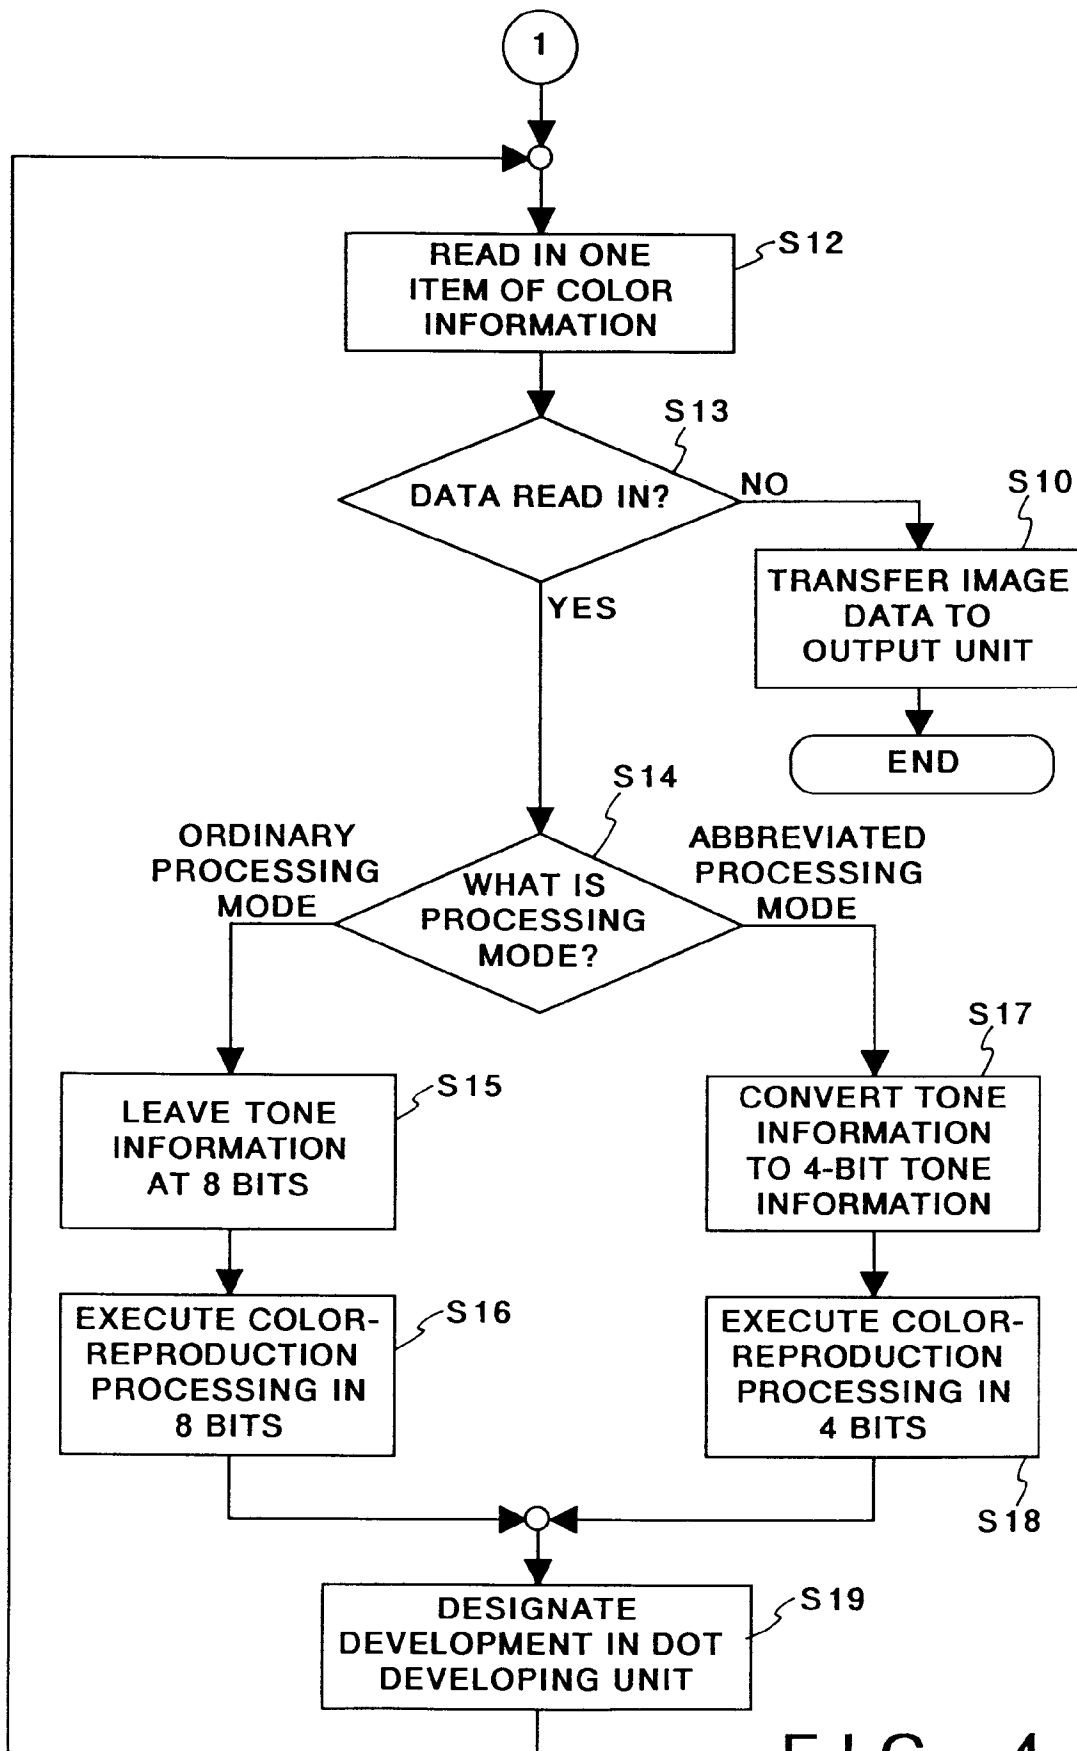 1
READ IN ONE
ITEM OF COLOR
INFORMATION
S12
S13
DATA READ IN?
NO
S10
TRANSFER IMAGE
DATA TO
OUTPUT UNIT
YES
END
S14
ORDINARY
PROCESSING
MODE
WHAT IS
PROCESSING
MODE?
ABBREVIATED
PROCESSING
MODE
S15
LEAVE TONE
INFORMATION
AT 8 BITS
S17
CONVERT TONE
INFORMATION
TO 4-BIT TONE
INFORMATION
S16
EXECUTE COLOR-
REPRODUCTION
PROCESSING IN
8 BITS
EXECUTE COLOR-
REPRODUCTION
PROCESSING IN
4 BITS
S18
S19
DESIGNATE
DEVELOPMENT IN DOT
DEVELOPING UNIT
FIG. 4